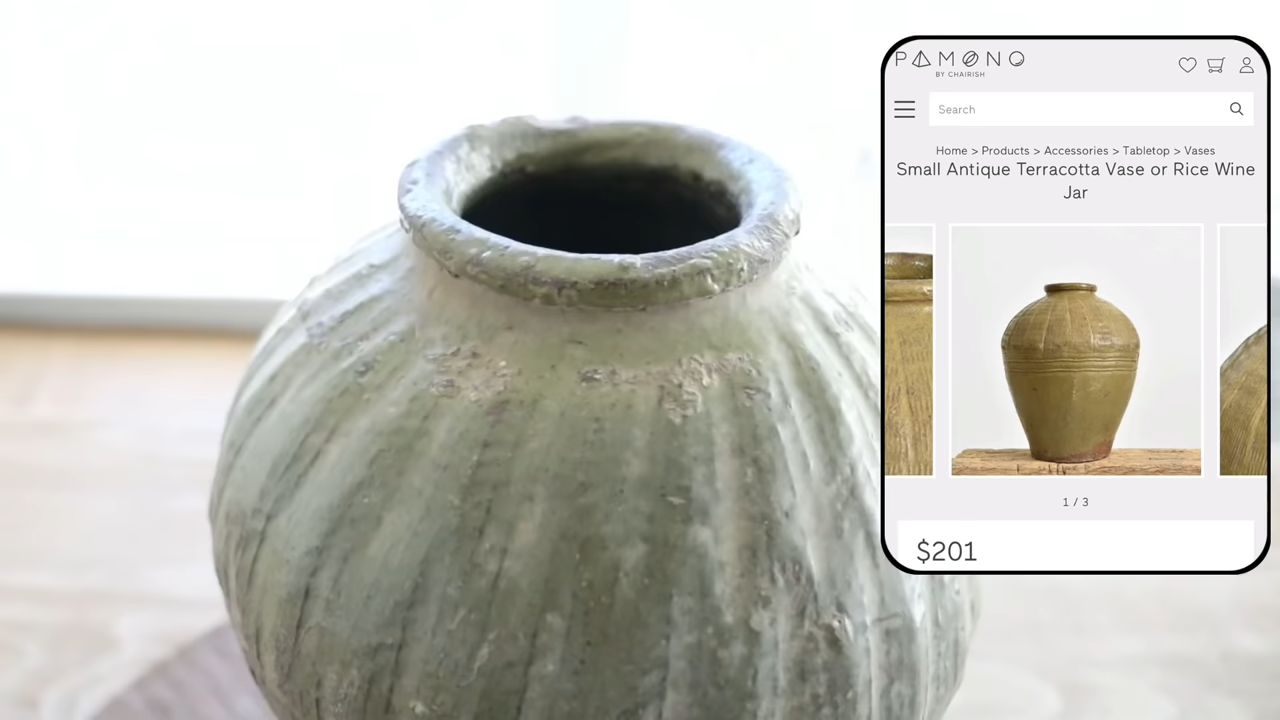 PAMONO
BY CHAIRISH
Search
Home > Products > Accessories > Tabletop > Vases
Small Antique Terracotta Vase or Rice Wine
Jar
1 / 3
$201